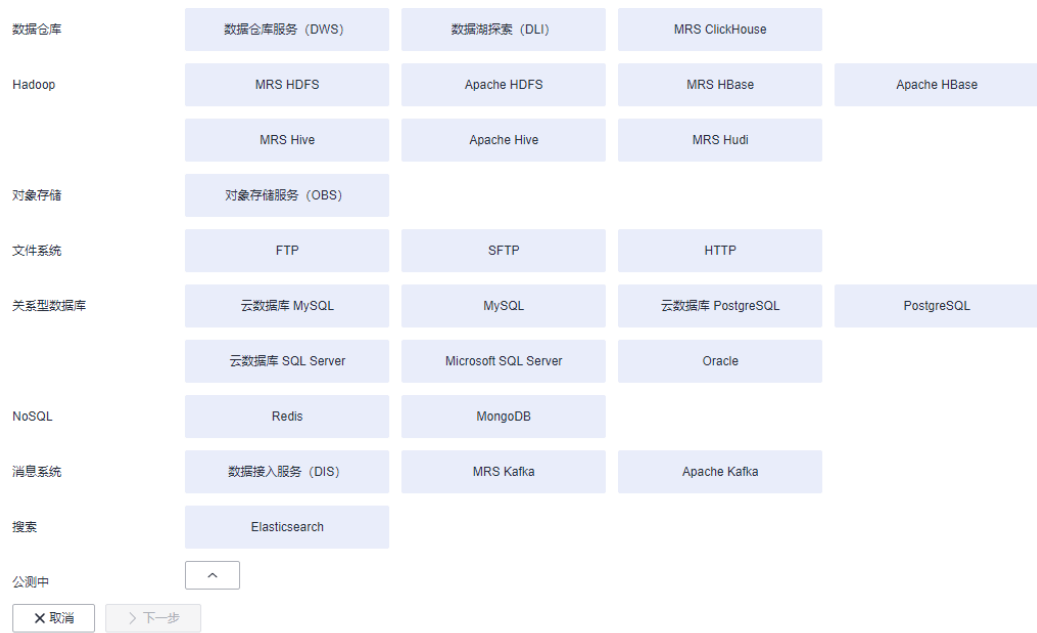 数据仓库 数据仓库服务（DWS） 数据湖探索（DLI） MRS ClickHouse
Hadoop MRS HDFS Apache HDFS MRS HBase Apache HBase
MRS Hive Apache Hive MRS Hudi
对象存储 对象存储服务（OBS）
文件系统 FTP SFTP HTTP
关系型数据库 云数据库 MySQL MySQL 云数据库 PostgreSQL PostgreSQL
云数据库 SQL Server Microsoft SQL Server Oracle
NoSQL Redis MongoDB
消息系统 数据接入服务（DIS） MRS Kafka Apache Kafka
搜索 Elasticsearch
公测中
取消 下一步